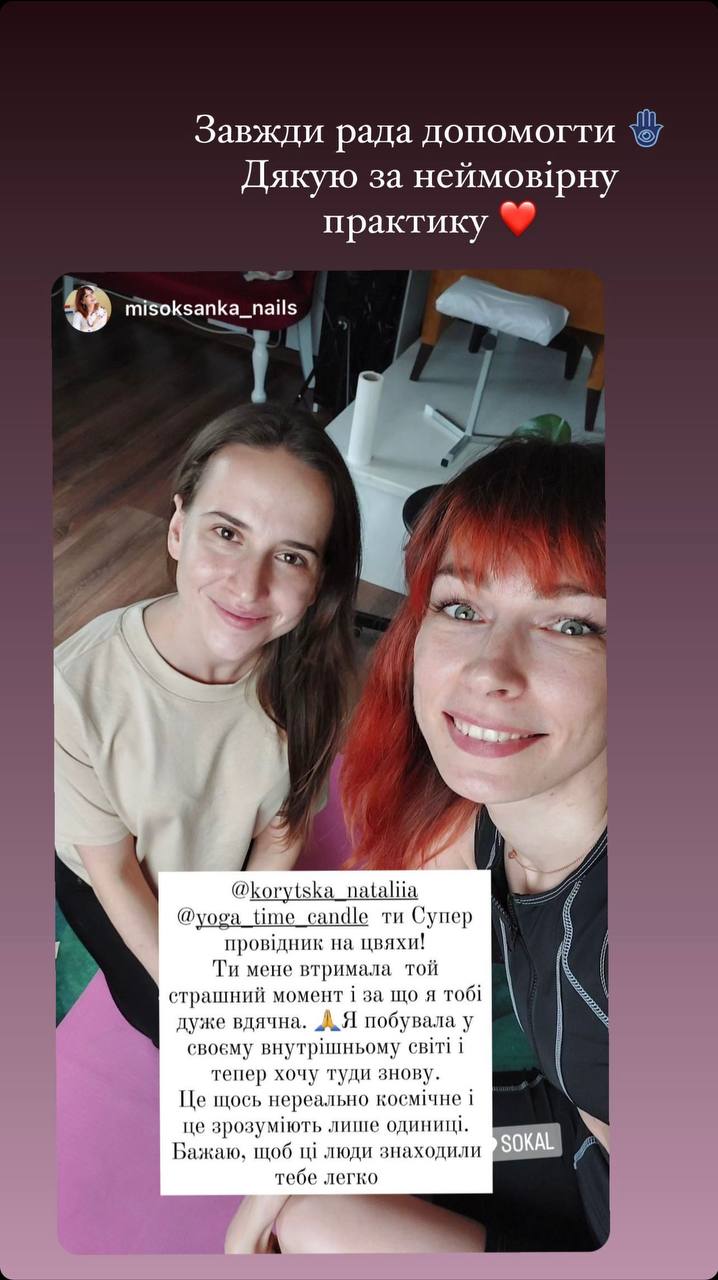 Завжди рада допомогти 🪬
Дякую за неймовірну
практику ❤️
misoksanka_nails
@korytska_nataliia
@yoga_time_candle ти Супер
провідник на цвяхи!
Ти мене втримала той
страшний момент і за що я тобі
дуже вдячна. 🙏Я побувала у
своєму внутрішньому світі і
тепер хочу туди знову.
Це щось нереально космічне і
це зрозуміють лише одиниці.
Бажаю, щоб ці люди знаходили
тебе легко
SOKAL